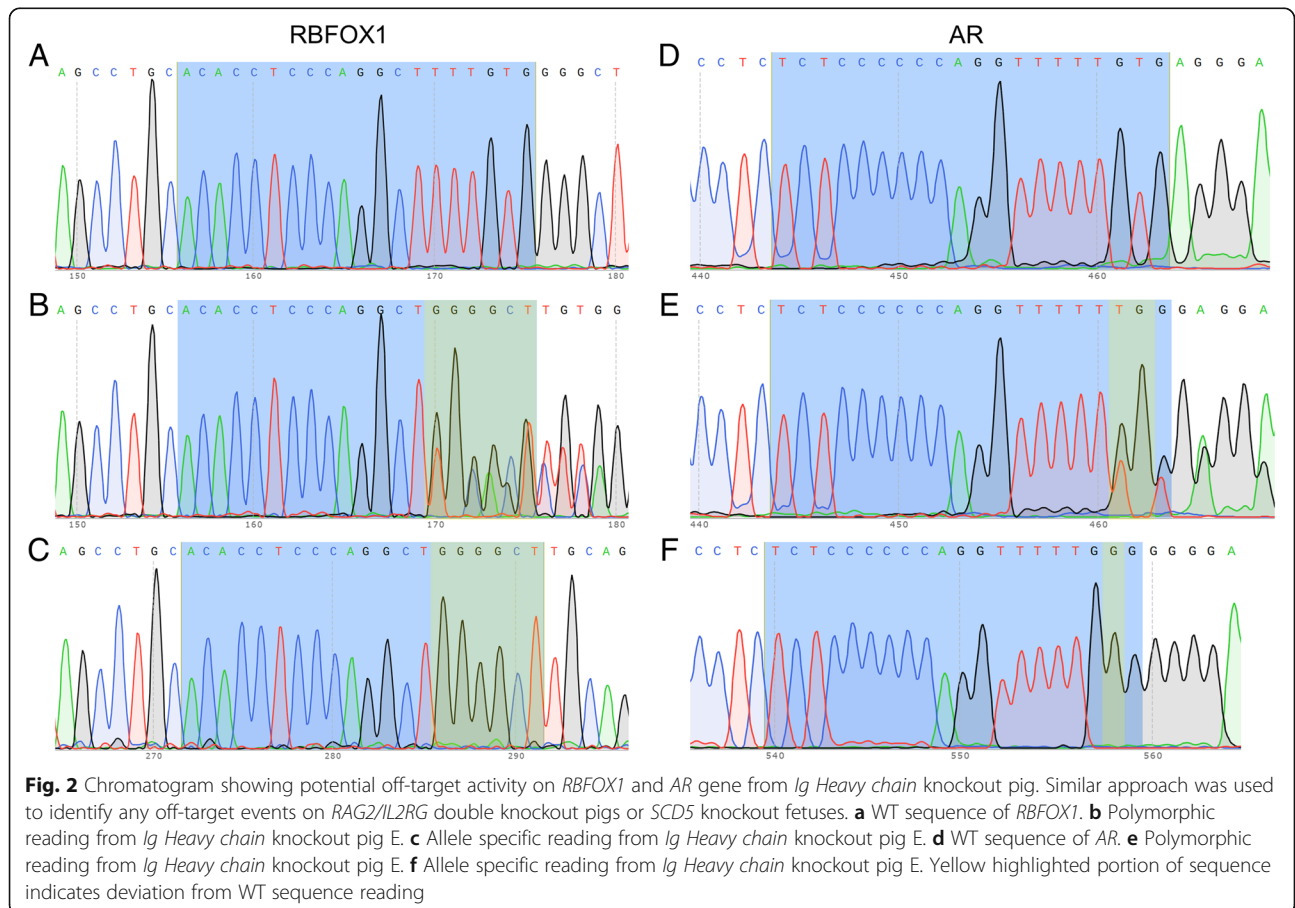 RBFOX1
AR
A
A G C C T G C A C A C C T C C C A G G C T T T T G T G G G G C T
150 160 170 180
D
C C T C T C T C C C C C C A G G T T T T T G T G A G G G A
440 450 460
B
A G C C T G C A C A C C T C C C A G G C T G G G G C T T G T G G
150 160 170 180
E
C C T C T C T C C C C C C A G G T T T T T T G G G A G G A
440 450 460
C
A G C C T G C A C A C C T C C C A G G C T G G G G C T T G C A G
270 280 290
F
C C T C T C T C C C C C C A G G T T T T T G G G G G G G A
540 550 560
Fig. 2 Chromatogram showing potential off-target activity on RBFOX1 and AR gene from Ig Heavy chain knockout pig. Similar approach was used
to identify any off-target events on RAG2/IL2RG double knockout pigs or SCD5 knockout fetuses. a WT sequence of RBFOX1. b Polymorphic
reading from Ig Heavy chain knockout pig E. c Allele specific reading from Ig Heavy chain knockout pig E. d WT sequence of AR. e Polymorphic
reading from Ig Heavy chain knockout pig E. f Allele specific reading from Ig Heavy chain knockout pig E. Yellow highlighted portion of sequence
indicates deviation from WT sequence reading